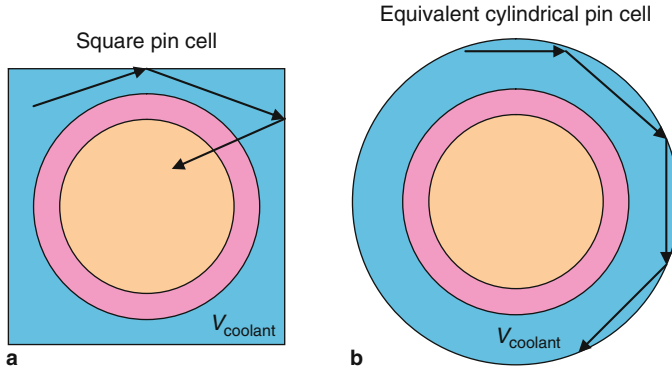 Equivalent cylindrical pin cell
Square pin cell
Vcoolant
Vcoolant
a
b